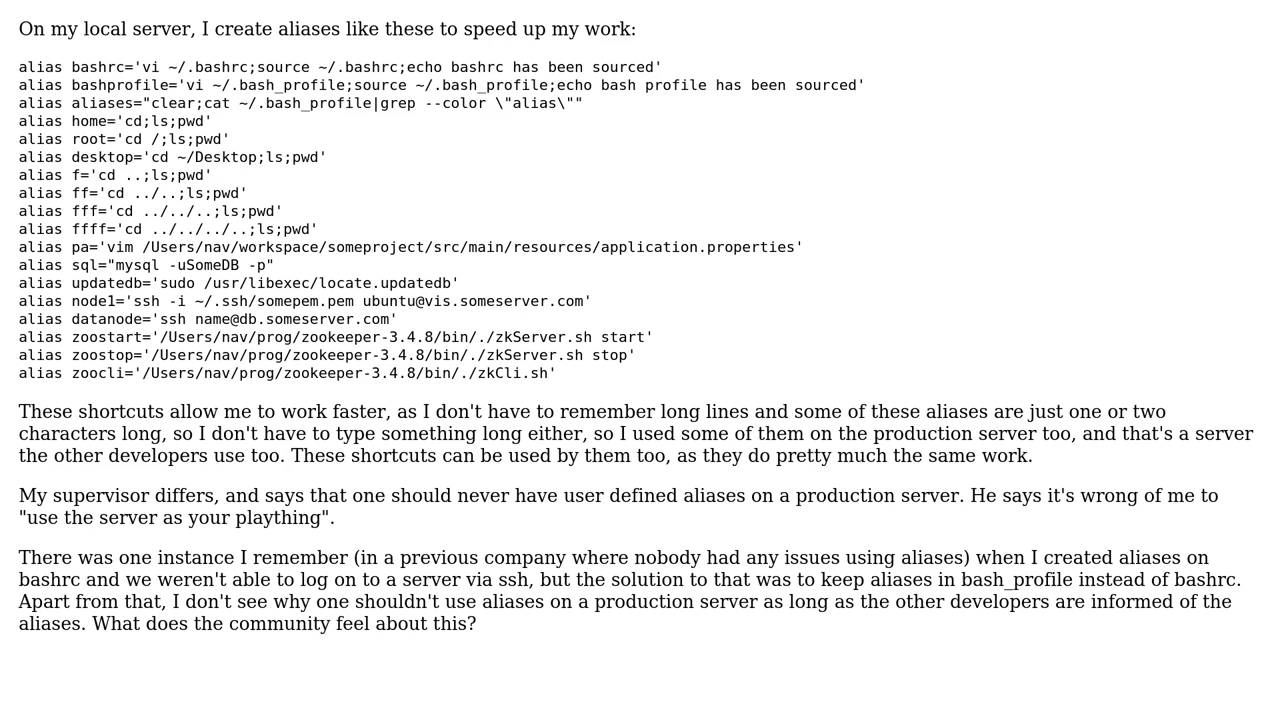 On my local server, I create aliases like these to speed up my work:
alias bashrc='vi ~/.bashrc;source ~/.bashrc;echo bashrc has been sourced'
alias bashprofile='vi ~/.bash_profile;source ~/.bash_profile;echo bash profile has been sourced'
alias aliases="clear;cat ~/.bash_profile|grep --color \"alias\""
alias home='cd;ls;pwd'
alias root='cd /;ls;pwd'
alias desktop='cd ~/Desktop;ls;pwd'
alias f='cd ..;ls;pwd'
alias ff='cd ../..;ls;pwd'
alias fff='cd ../../..;ls;pwd'
alias ffff='cd ../../../..;ls;pwd'
alias pa='vim /Users/nav/workspace/someproject/src/main/resources/application.properties'
alias sql="mysql -uSomeDB -p"
alias updatedb='sudo /usr/libexec/locate.updatedb'
alias node1='ssh -i ~/.ssh/somepem.pem ubuntu@vis.someserver.com'
alias datanode='ssh name@db.someserver.com'
alias zoostart='/Users/nav/prog/zookeeper-3.4.8/bin/./zkServer.sh start'
alias zoostop='/Users/nav/prog/zookeeper-3.4.8/bin/./zkServer.sh stop'
alias zoocli='/Users/nav/prog/zookeeper-3.4.8/bin/./zkCli.sh'
These shortcuts allow me to work faster, as I don't have to remember long lines and some of these aliases are just one or two
characters long, so I don't have to type something long either, so I used some of them on the production server too, and that's a server
the other developers use too. These shortcuts can be used by them too, as they do pretty much the same work.
My supervisor differs, and says that one should never have user defined aliases on a production server. He says it's wrong of me to
"use the server as your plaything".
There was one instance I remember (in a previous company where nobody had any issues using aliases) when I created aliases on
bashrc and we weren't able to log on to a server via ssh, but the solution to that was to keep aliases in bash_profile instead of bashrc.
Apart from that, I don't see why one shouldn't use aliases on a production server as long as the other developers are informed of the
aliases. What does the community feel about this?